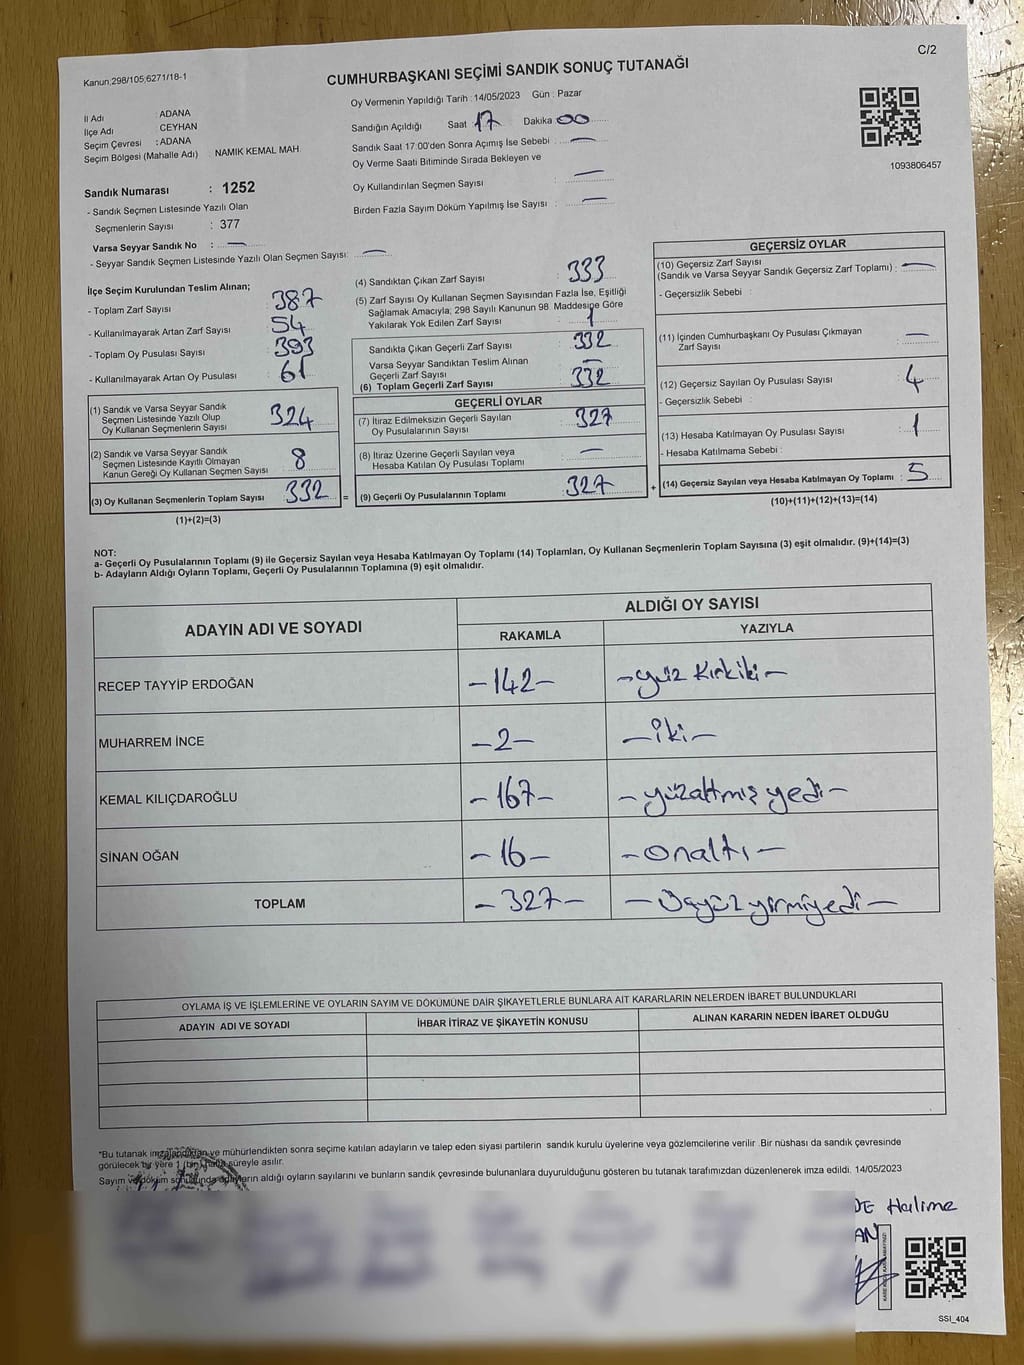 C/2
Kanun:298/105;6271/18-1
CUMHURBAŞKANI SEÇİMİ SANDIK SONUÇ TUTANAĞI
İl Adı : ADANA
İlçe Adı CEYHAN
Seçim Çevresi : ADANA
Seçim Bölgesi (Mahalle Adı) NAMIK KEMAL MAH.
Sandık Numarası : 1252
- Sandık Seçmen Listesinde Yazılı Olan
Seçmenlerin Sayısı : 377
Varsa Seyyar Sandık No : —
- Seyyar Sandık Seçmen Listesinde Yazılı Olan Seçmen Sayısı: —
Oy Vermenin Yapıldığı Tarih : 14/05/2023 Gün : Pazar
Sandığın Açıldığı Saat 17 Dakika 00
Sandık Saat 17:00'den Sonra Açımış İse Sebebi : —
Oy Verme Saati Bitiminde Sırada Bekleyen ve
Oy Kullandırılan Seçmen Sayısı : —
Birden Fazla Sayım Döküm Yapılmış İse Sayısı : —
1093806457
İlçe Seçim Kurulundan Teslim Alınan;
- Toplam Zarf Sayısı 387
- Kullanılmayarak Artan Zarf Sayısı 54
- Toplam Oy Pusulası Sayısı 393
- Kullanılmayarak Artan Oy Pusulası 61
(1) Sandık ve Varsa Seyyar Sandık
Seçmen Listesinde Yazılı Olup
Oy Kullanan Seçmenlerin Sayısı 324
(2) Sandık ve Varsa Seyyar Sandık
Seçmen Listesinde Kayıtlı Olmayan
Kanun Gereği Oy Kullanan Seçmen Sayısı 8
(3) Oy Kullanan Seçmenlerin Toplam Sayısı 332 =
(1)+(2)=(3)
(4) Sandıktan Çıkan Zarf Sayısı : 333
(5) Zarf Sayısı Oy Kullanan Seçmen Sayısından Fazla İse, Eşitliği
Sağlamak Amacıyla; 298 Sayılı Kanunun 98. Maddesine Göre
Yakılarak Yok Edilen Zarf Sayısı : 1
Sandıkta Çıkan Geçerli Zarf Sayısı : 332
Varsa Seyyar Sandıktan Teslim Alınan
Geçerli Zarf Sayısı : —
(6) Toplam Geçerli Zarf Sayısı 332
GEÇERLİ OYLAR
(7) İtiraz Edilmeksizin Geçerli Sayılan
Oy Pusulalarının Sayısı : 327
(8) İtiraz Üzerine Geçerli Sayılan veya
Hesaba Katılan Oy Pusulası Toplamı : —
(9) Geçerli Oy Pusulalarının Toplamı : 327 +
GEÇERSİZ OYLAR
(10) Geçersiz Zarf Sayısı
(Sandık ve Varsa Seyyar Sandık Geçersiz Zarf Toplamı) : —
- Geçersizlik Sebebi :
(11) İçinden Cumhurbaşkanı Oy Pusulası Çıkmayan
Zarf Sayısı : —
(12) Geçersiz Sayılan Oy Pusulası Sayısı : 4
- Geçersizlik Sebebi :
(13) Hesaba Katılmayan Oy Pusulası Sayısı : 1
- Hesaba Katılmama Sebebi :
(14) Geçersiz Sayılan veya Hesaba Katılmayan Oy Toplamı : 5
(10)+(11)+(12)+(13)=(14)
NOT:
a- Geçerli Oy Pusulalarının Toplamı (9) ile Geçersiz Sayılan veya Hesaba Katılmayan Oy Toplamı (14) Toplamları, Oy Kullanan Seçmenlerin Toplam Sayısına (3) eşit olmalıdır. (9)+(14)=(3)
b- Adayların Aldığı Oyların Toplamı, Geçerli Oy Pusulalarının Toplamına (9) eşit olmalıdır.
ADAYIN ADI VE SOYADI
ALDIĞI OY SAYISI
RAKAMLA YAZIYLA
RECEP TAYYİP ERDOĞAN –142– –yüz kırkiki–
MUHARREM İNCE –2– –iki–
KEMAL KILIÇDAROĞLU –167– –yüzaltmış yedi–
SİNAN OĞAN –16– –onaltı–
TOPLAM –327– –Üçyüzyirmiyedi–
OYLAMA İŞ VE İŞLEMLERİNE VE OYLARIN SAYIM VE DÖKÜMÜNE DAİR ŞİKAYETLERLE BUNLARA AİT KARARLARIN NELERDEN İBARET BULUNDUKLARI
ADAYIN ADI VE SOYADI İHBAR İTİRAZ VE ŞİKAYETİN KONUSU ALINAN KARARIN NEDEN İBARET OLDUĞU
*Bu tutanak imzalandıktan ve mühürlendikten sonra seçime katılan adayların ve talep eden siyasi partilerin sandık kurulu üyelerine veya gözlemcilerine verilir .Bir nüshası da sandık çevresinde
görülecek bir yere 1 (bir) hafta süreyle asılır.
Sayım ve döküm sonucunda adayların aldığı oyların sayılarını ve bunların sandık çevresinde bulunanlara duyurulduğunu gösteren bu tutanak tarafımızdan düzenlenerek imza edildi. 14/05/2023
DE Halime
AN
SSI_404